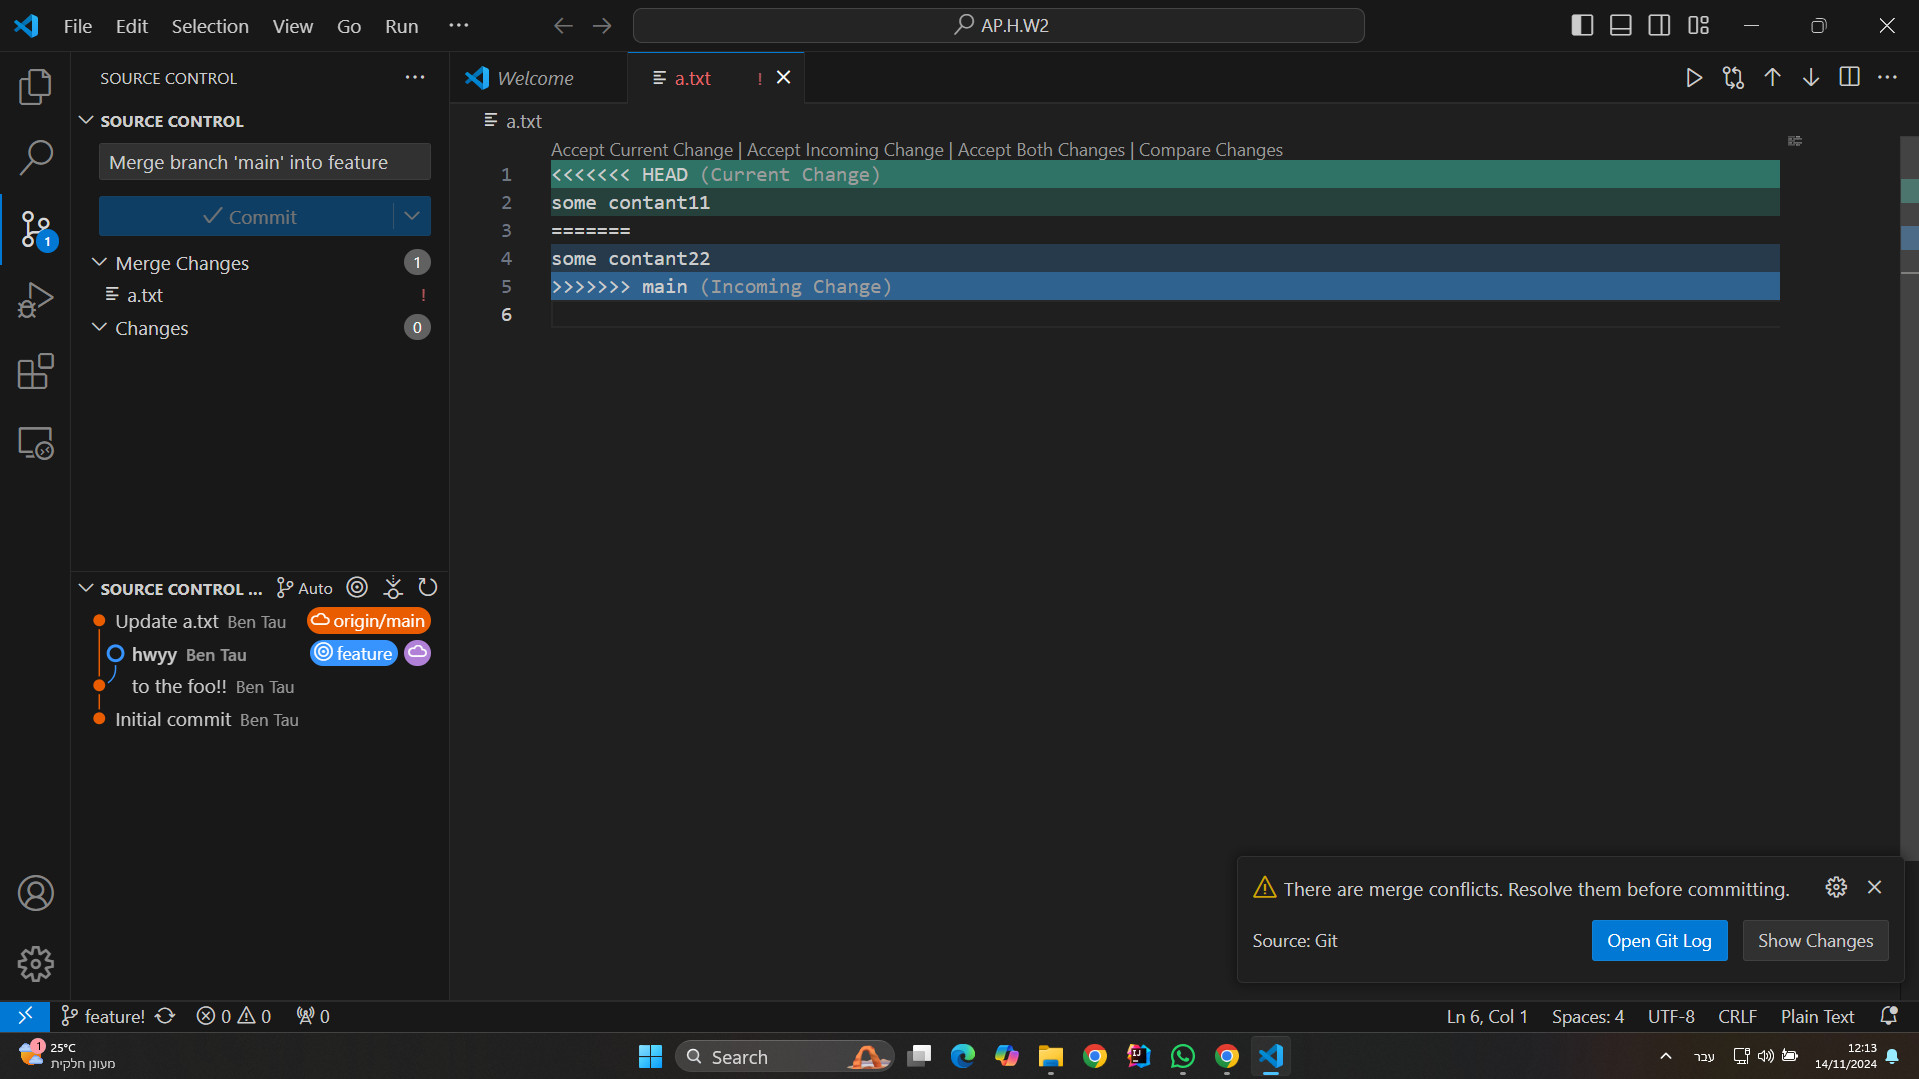 File Edit Selection View Go Run ···
AP.H.W2
SOURCE CONTROL
SOURCE CONTROL
Merge branch 'main' into feature
Commit
Merge Changes 1
a.txt !
Changes 0
SOURCE CONTROL ... Auto
Update a.txt Ben Tau origin/main
hwyy Ben Tau feature
to the foo!! Ben Tau
Initial commit Ben Tau
Welcome a.txt !
a.txt
Accept Current Change | Accept Incoming Change | Accept Both Changes | Compare Changes
1 <<<<<<< HEAD (Current Change)
2 some contant11
3 =======
4 some contant22
5 >>>>>>> main (Incoming Change)
6
There are merge conflicts. Resolve them before committing.
Source: Git Open Git Log Show Changes
1
feature! 0 0 0 Ln 6, Col 1 Spaces: 4 UTF-8 CRLF Plain Text
1 25°C
מעונן חלקית
Search
עבר
12:13
14/11/2024